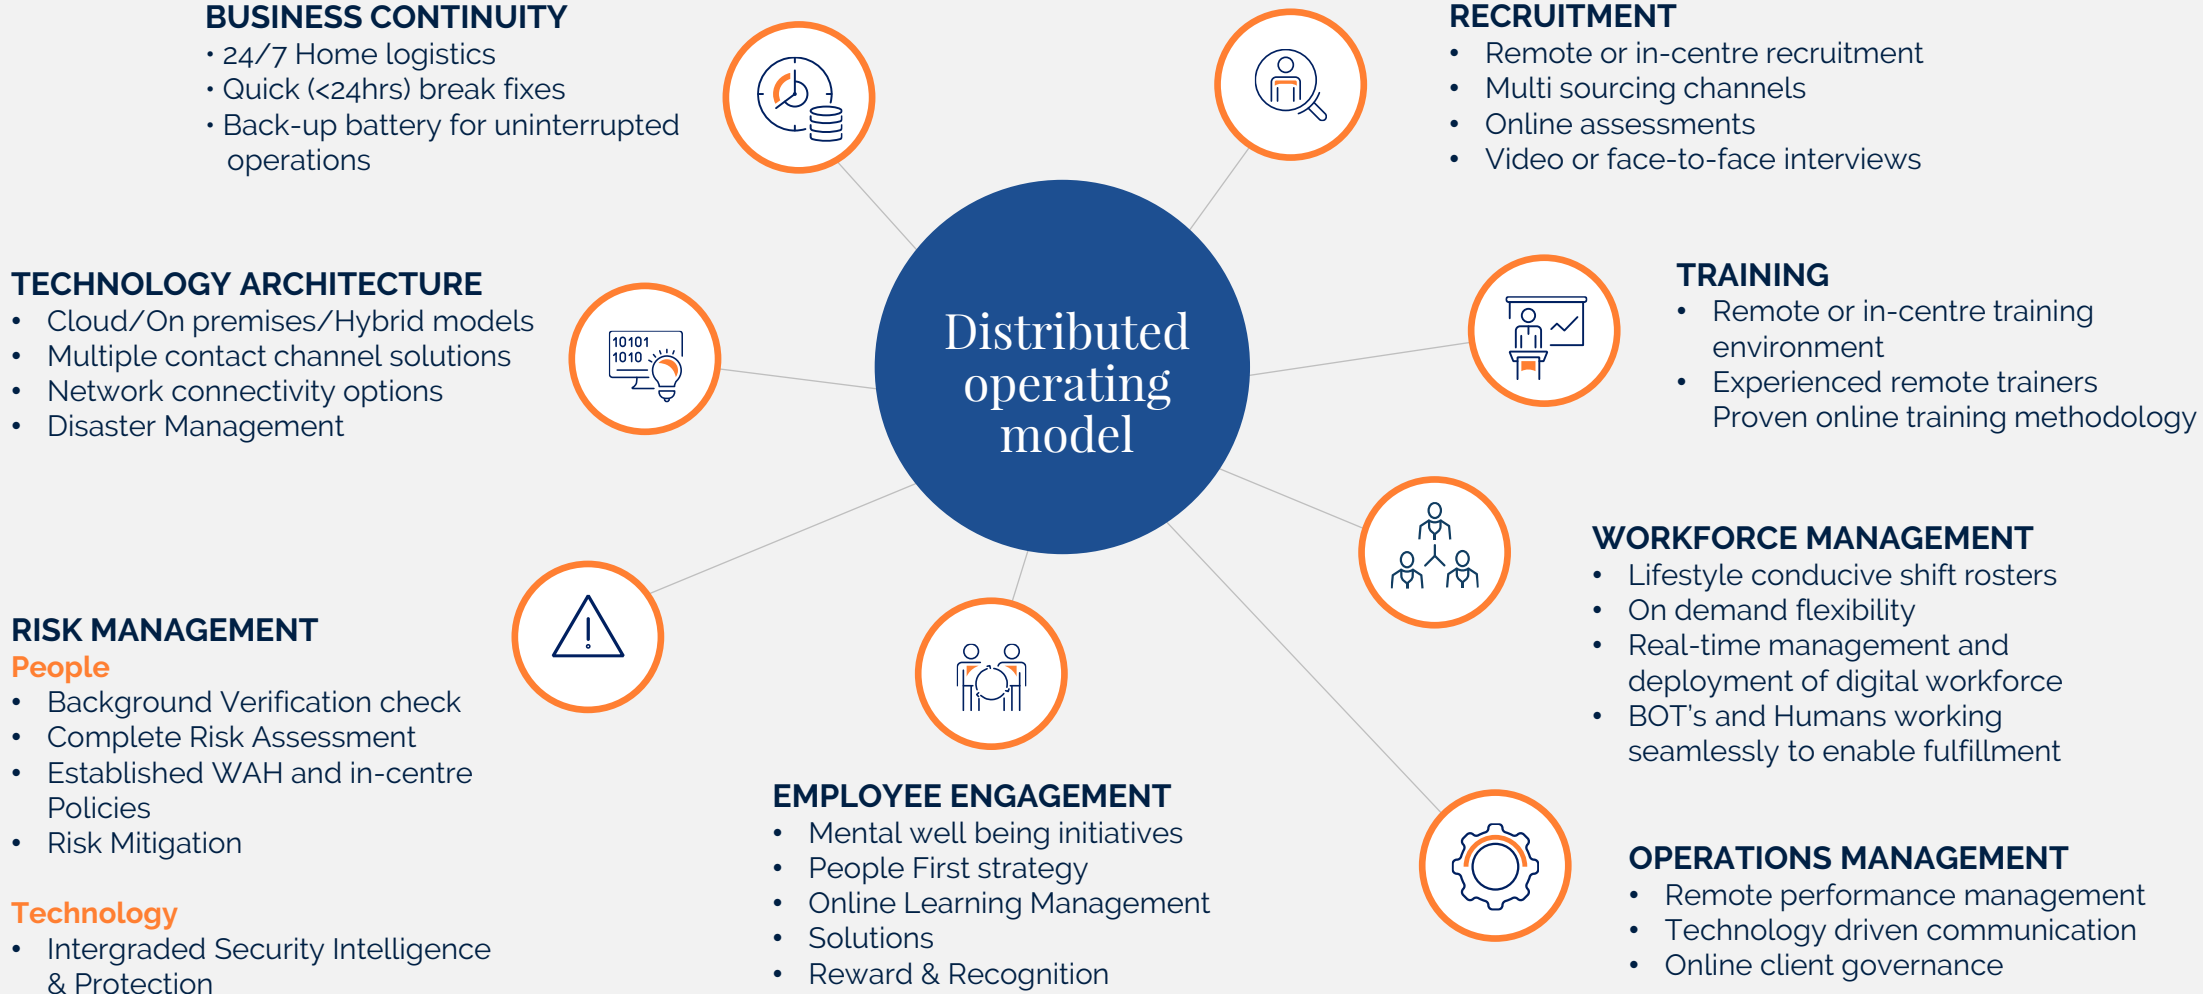 BUSINESS CONTINUITY
• 24/7 Home logistics
• Quick (<24hrs) break fixes
• Back-up battery for uninterrupted
operations
RECRUITMENT
• Remote or in-centre recruitment
• Multi sourcing channels
• Online assessments
• Video or face-to-face interviews
TECHNOLOGY ARCHITECTURE
• Cloud/On premises/Hybrid models
• Multiple contact channel solutions
• Network connectivity options
• Disaster Management
10101
1010
Distributed
operating
model
TRAINING
• Remote or in-centre training
environment
• Experienced remote trainers
Proven online training methodology
WORKFORCE MANAGEMENT
• Lifestyle conducive shift rosters
• On demand flexibility
• Real-time management and
deployment of digital workforce
• BOT's and Humans working
seamlessly to enable fulfillment
RISK MANAGEMENT
People
• Background Verification check
• Complete Risk Assessment
• Established WAH and in-centre
Policies
• Risk Mitigation
Technology
• Intergraded Security Intelligence
& Protection
EMPLOYEE ENGAGEMENT
• Mental well being initiatives
• People First strategy
• Online Learning Management
• Solutions
• Reward & Recognition
OPERATIONS MANAGEMENT
• Remote performance management
• Technology driven communication
• Online client governance